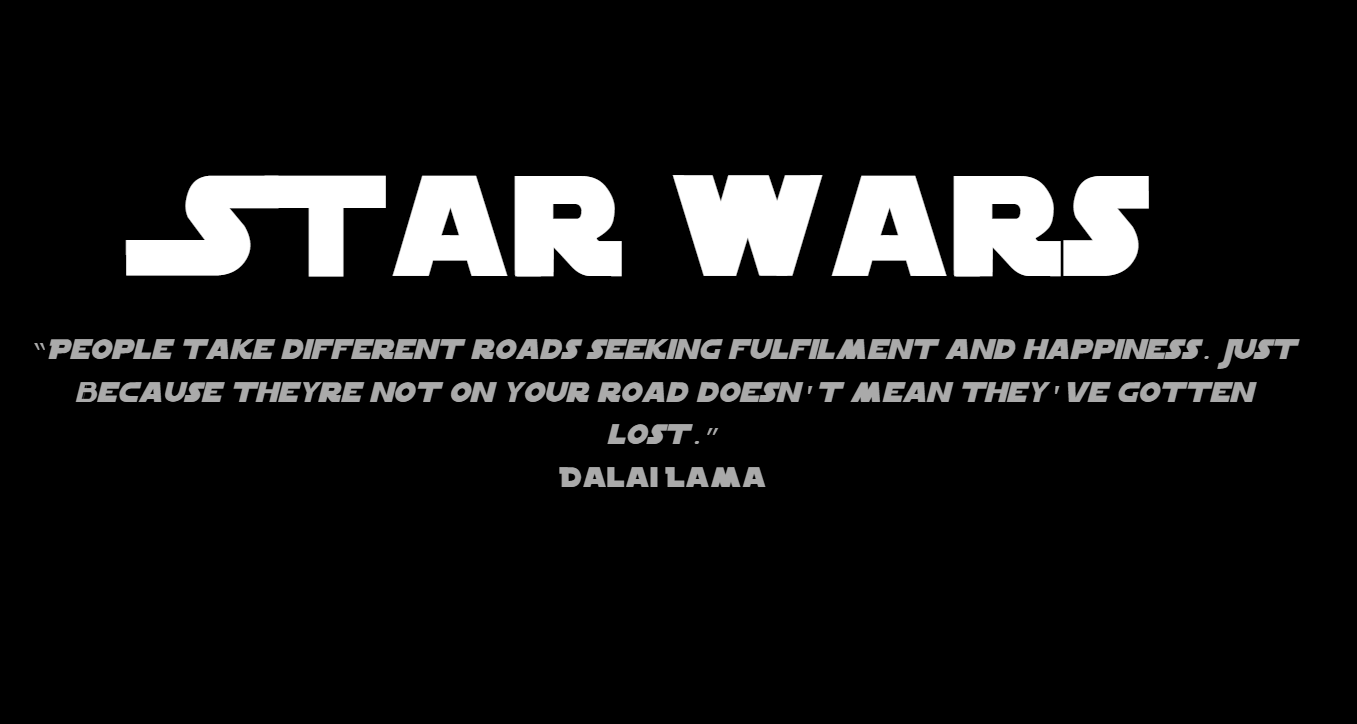 STAR WARS
“People take different roads seeking fulfilment and happiness. Just
because theyre not on your road doesn't mean they've gotten
lost.”
Dalai Lama